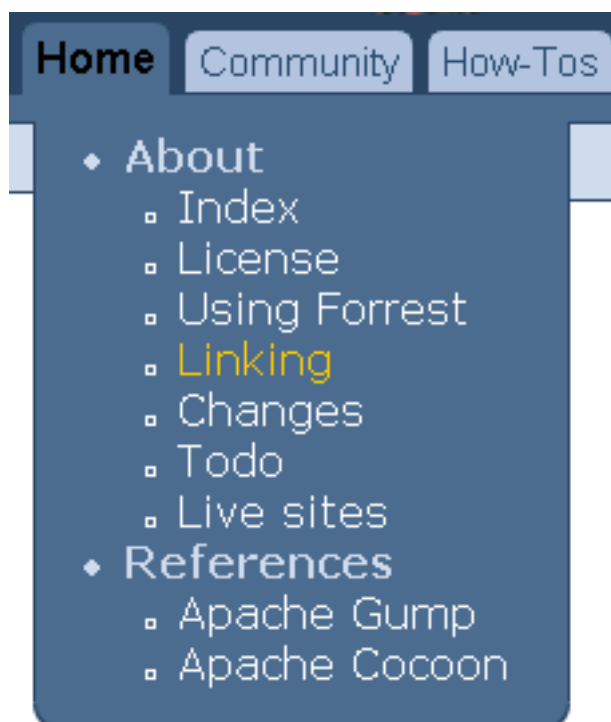 Home Community How-Tos
About
Index
License
Using Forrest
Linking
Changes
Todo
Live sites
References
Apache Gump
Apache Cocoon